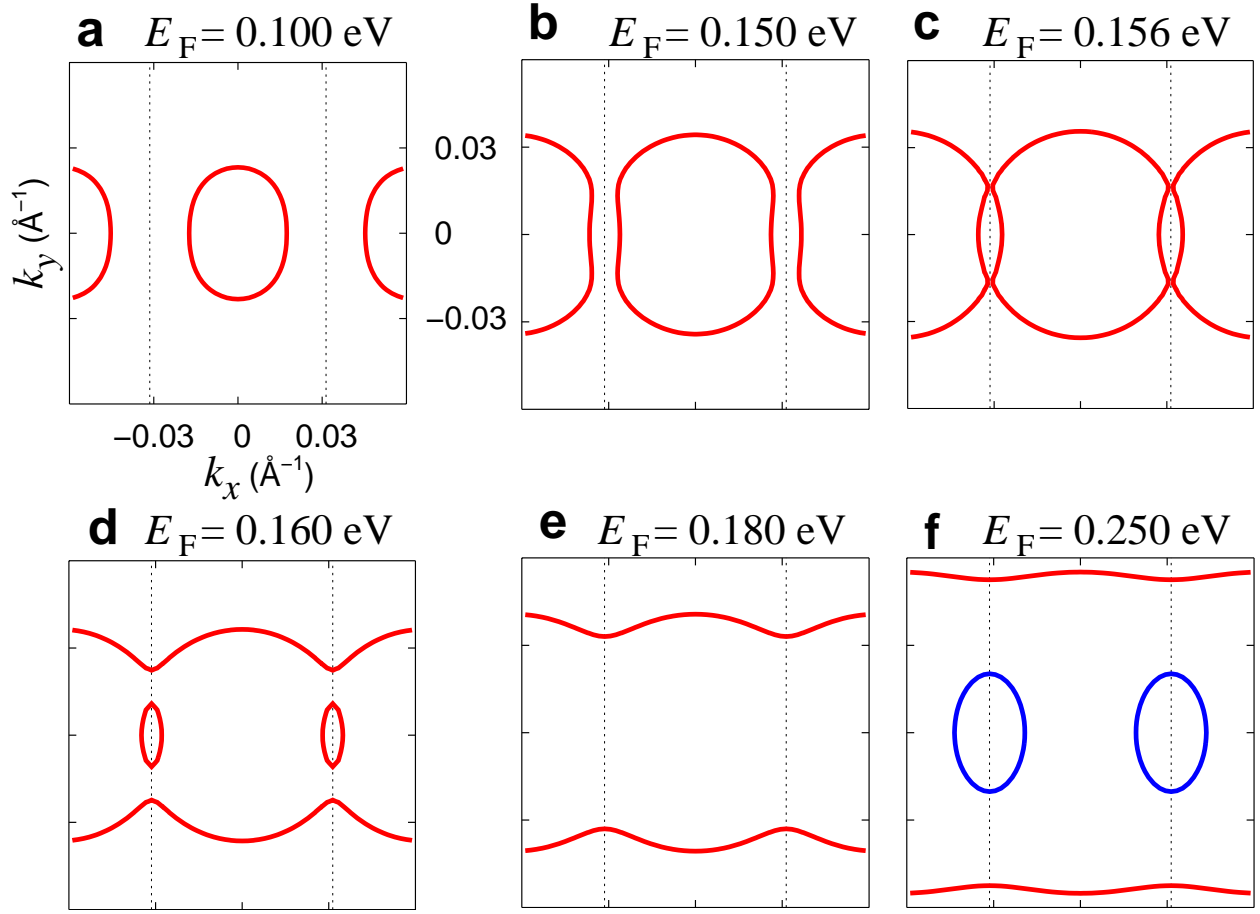 a E_F = 0.100 eV
b E_F = 0.150 eV
c E_F = 0.156 eV
0.03
0
−0.03
k_y (Å⁻¹)
−0.03 0 0.03
k_x (Å⁻¹)
d E_F = 0.160 eV
e E_F = 0.180 eV
f E_F = 0.250 eV